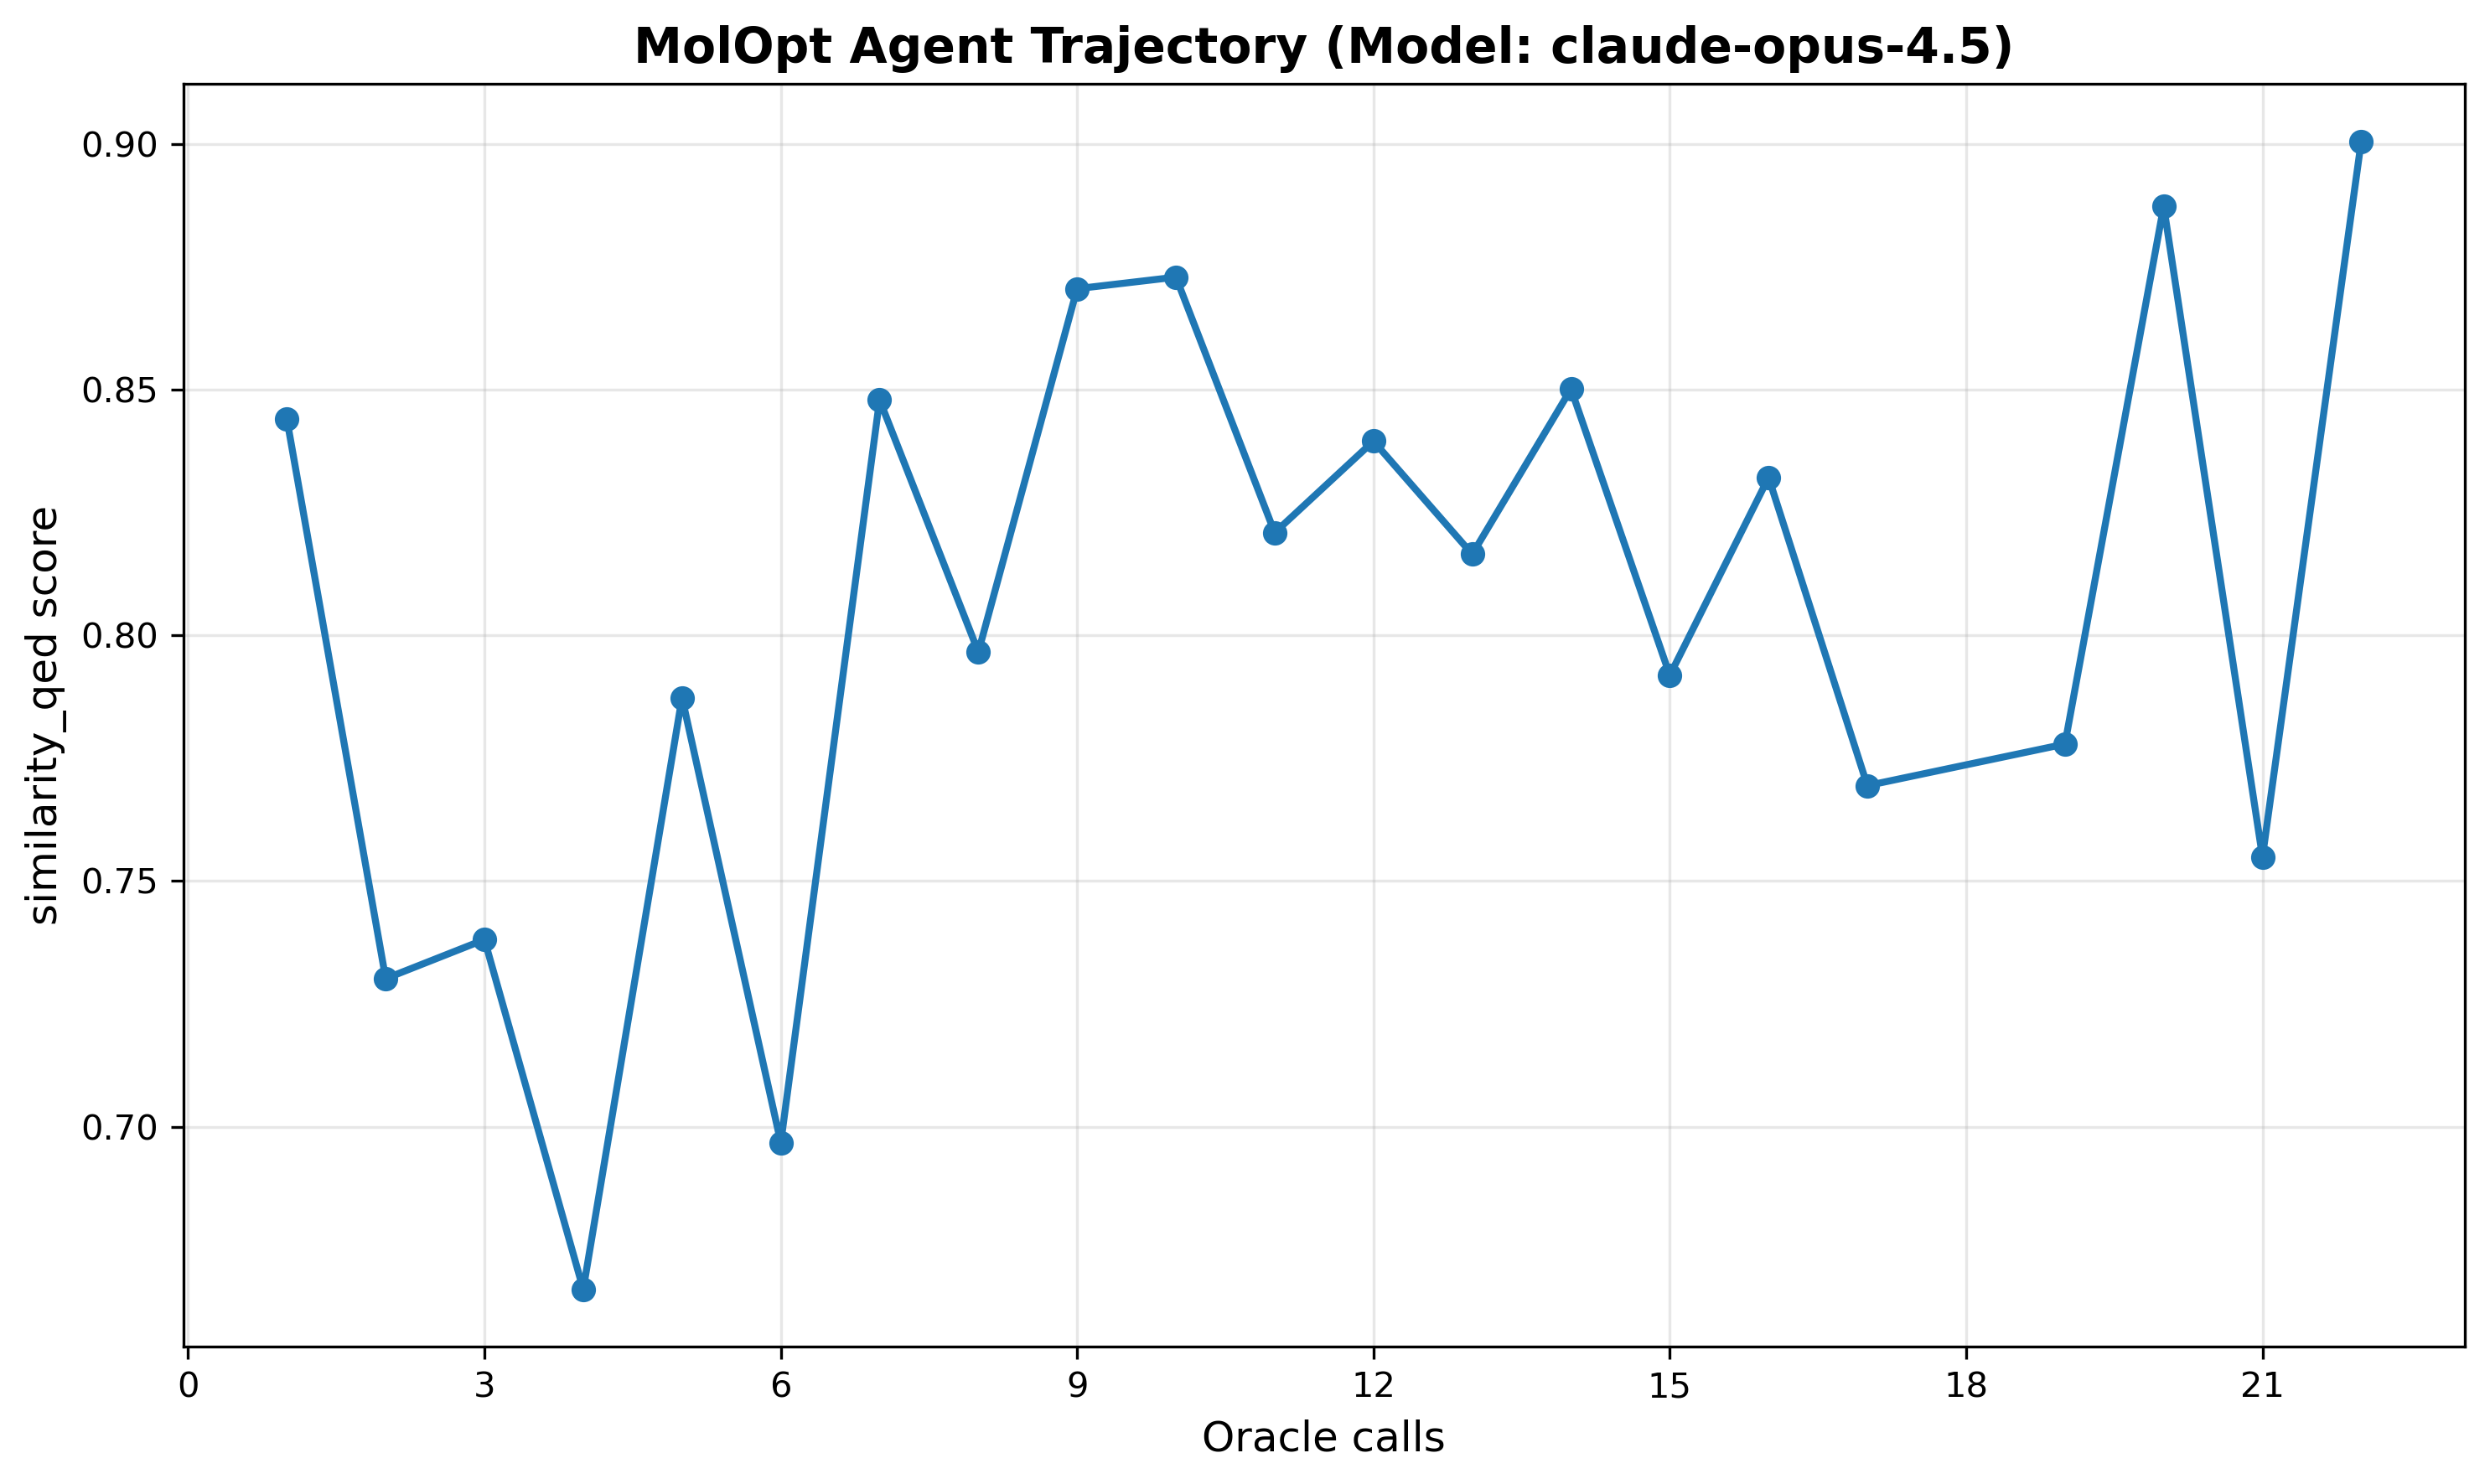 MolOpt Agent Trajectory (Model: claude-opus-4.5)
similarity_qed score
0.90
0.85
0.80
0.75
0.70
0 3 6 9 12 15 18 21
Oracle calls